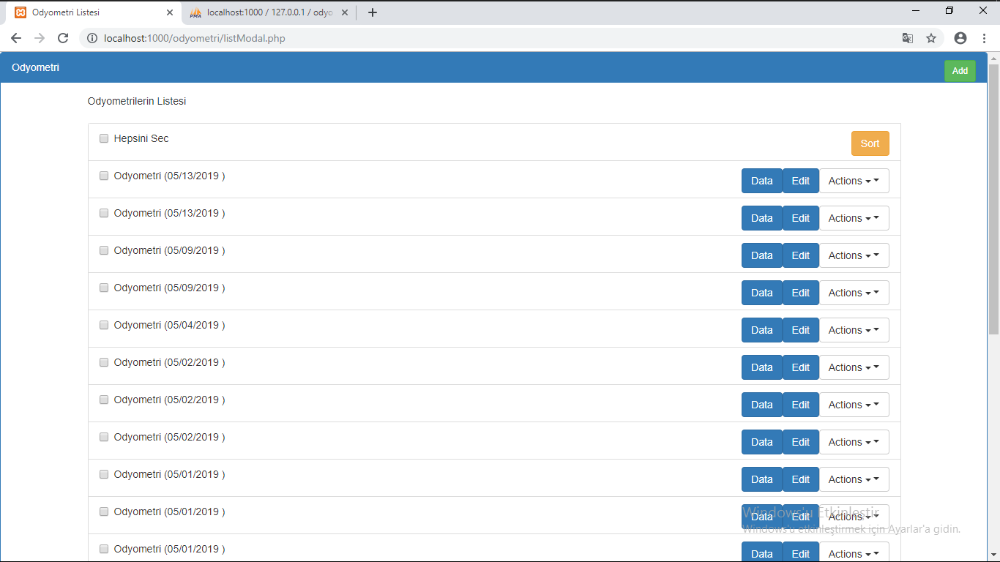 Odyometri Listesi
localhost:1000 / 127.0.0.1 / odyo
localhost:1000/odyometri/listModal.php
Odyometri
Add
Odyometrilerin Listesi
Hepsini Sec
Sort
Odyometri (05/13/2019 ) Data Edit Actions
Odyometri (05/13/2019 ) Data Edit Actions
Odyometri (05/09/2019 ) Data Edit Actions
Odyometri (05/09/2019 ) Data Edit Actions
Odyometri (05/04/2019 ) Data Edit Actions
Odyometri (05/02/2019 ) Data Edit Actions
Odyometri (05/02/2019 ) Data Edit Actions
Odyometri (05/02/2019 ) Data Edit Actions
Odyometri (05/01/2019 ) Data Edit Actions
Odyometri (05/01/2019 ) Data Edit Actions
Windows'u Etkinleştir
Windows'u etkinleştirmek için Ayarlar'a gidin.
Odyometri (05/01/2019 ) Data Edit Actions